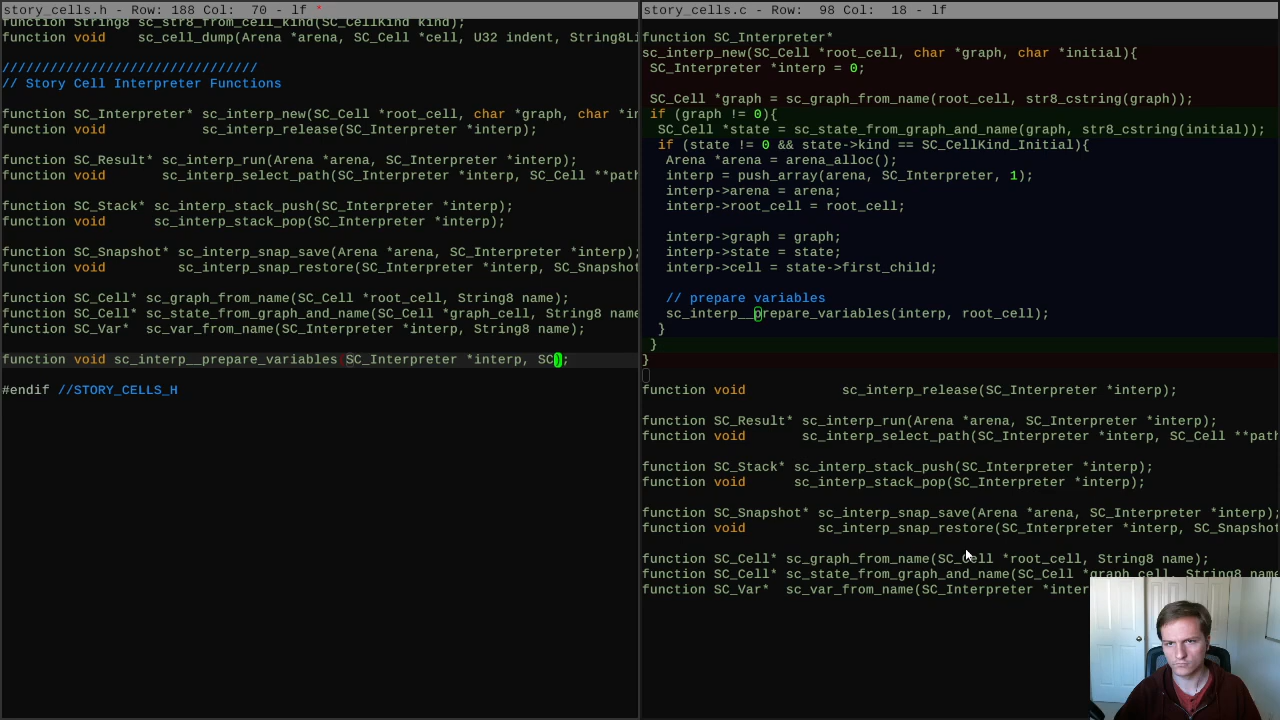 story_cells.h - Row: 188 Col:  70 - lf *
function String8 sc_str8_from_cell_kind(SC_CellKind kind);
function void    sc_cell_dump(Arena *arena, SC_Cell *cell, U32 indent, String8Li
////////////////////////////////
// Story Cell Interpreter Functions
function SC_Interpreter* sc_interp_new(SC_Cell *root_cell, char *graph, char *in
function void            sc_interp_release(SC_Interpreter *interp);
function SC_Result* sc_interp_run(Arena *arena, SC_Interpreter *interp);
function void       sc_interp_select_path(SC_Interpreter *interp, SC_Cell **path
function SC_Stack* sc_interp_stack_push(SC_Interpreter *interp);
function void      sc_interp_stack_pop(SC_Interpreter *interp);
function SC_Snapshot* sc_interp_snap_save(Arena *arena, SC_Interpreter *interp);
function void         sc_interp_snap_restore(SC_Interpreter *interp, SC_Snapshot
function SC_Cell* sc_graph_from_name(SC_Cell *root_cell, String8 name);
function SC_Cell* sc_state_from_graph_and_name(SC_Cell *graph_cell, String8 name
function SC_Var*  sc_var_from_name(SC_Interpreter *interp, String8 name);
function void sc_interp__prepare_variables(SC_Interpreter *interp, SC);
#endif //STORY_CELLS_H
story_cells.c - Row:  98 Col:  18 - lf
function SC_Interpreter*
sc_interp_new(SC_Cell *root_cell, char *graph, char *initial){
SC_Interpreter *interp = 0;
SC_Cell *graph = sc_graph_from_name(root_cell, str8_cstring(graph));
if (graph != 0){
SC_Cell *state = sc_state_from_graph_and_name(graph, str8_cstring(initial));
if (state != 0 && state->kind == SC_CellKind_Initial){
Arena *arena = arena_alloc();
interp = push_array(arena, SC_Interpreter, 1);
interp->arena = arena;
interp->root_cell = root_cell;
interp->graph = graph;
interp->state = state;
interp->cell = state->first_child;
// prepare variables
sc_interp__prepare_variables(interp, root_cell);
}
}
}
function void            sc_interp_release(SC_Interpreter *interp);
function SC_Result* sc_interp_run(Arena *arena, SC_Interpreter *interp);
function void       sc_interp_select_path(SC_Interpreter *interp, SC_Cell **path
function SC_Stack* sc_interp_stack_push(SC_Interpreter *interp);
function void      sc_interp_stack_pop(SC_Interpreter *interp);
function SC_Snapshot* sc_interp_snap_save(Arena *arena, SC_Interpreter *interp);
function void         sc_interp_snap_restore(SC_Interpreter *interp, SC_Snapshot
function SC_Cell* sc_graph_from_name(SC_Cell *root_cell, String8 name);
function SC_Cell* sc_state_from_graph_and_name(SC_Cell *graph_cell, String8 name
function SC_Var*  sc_var_from_name(SC_Interpreter *inter